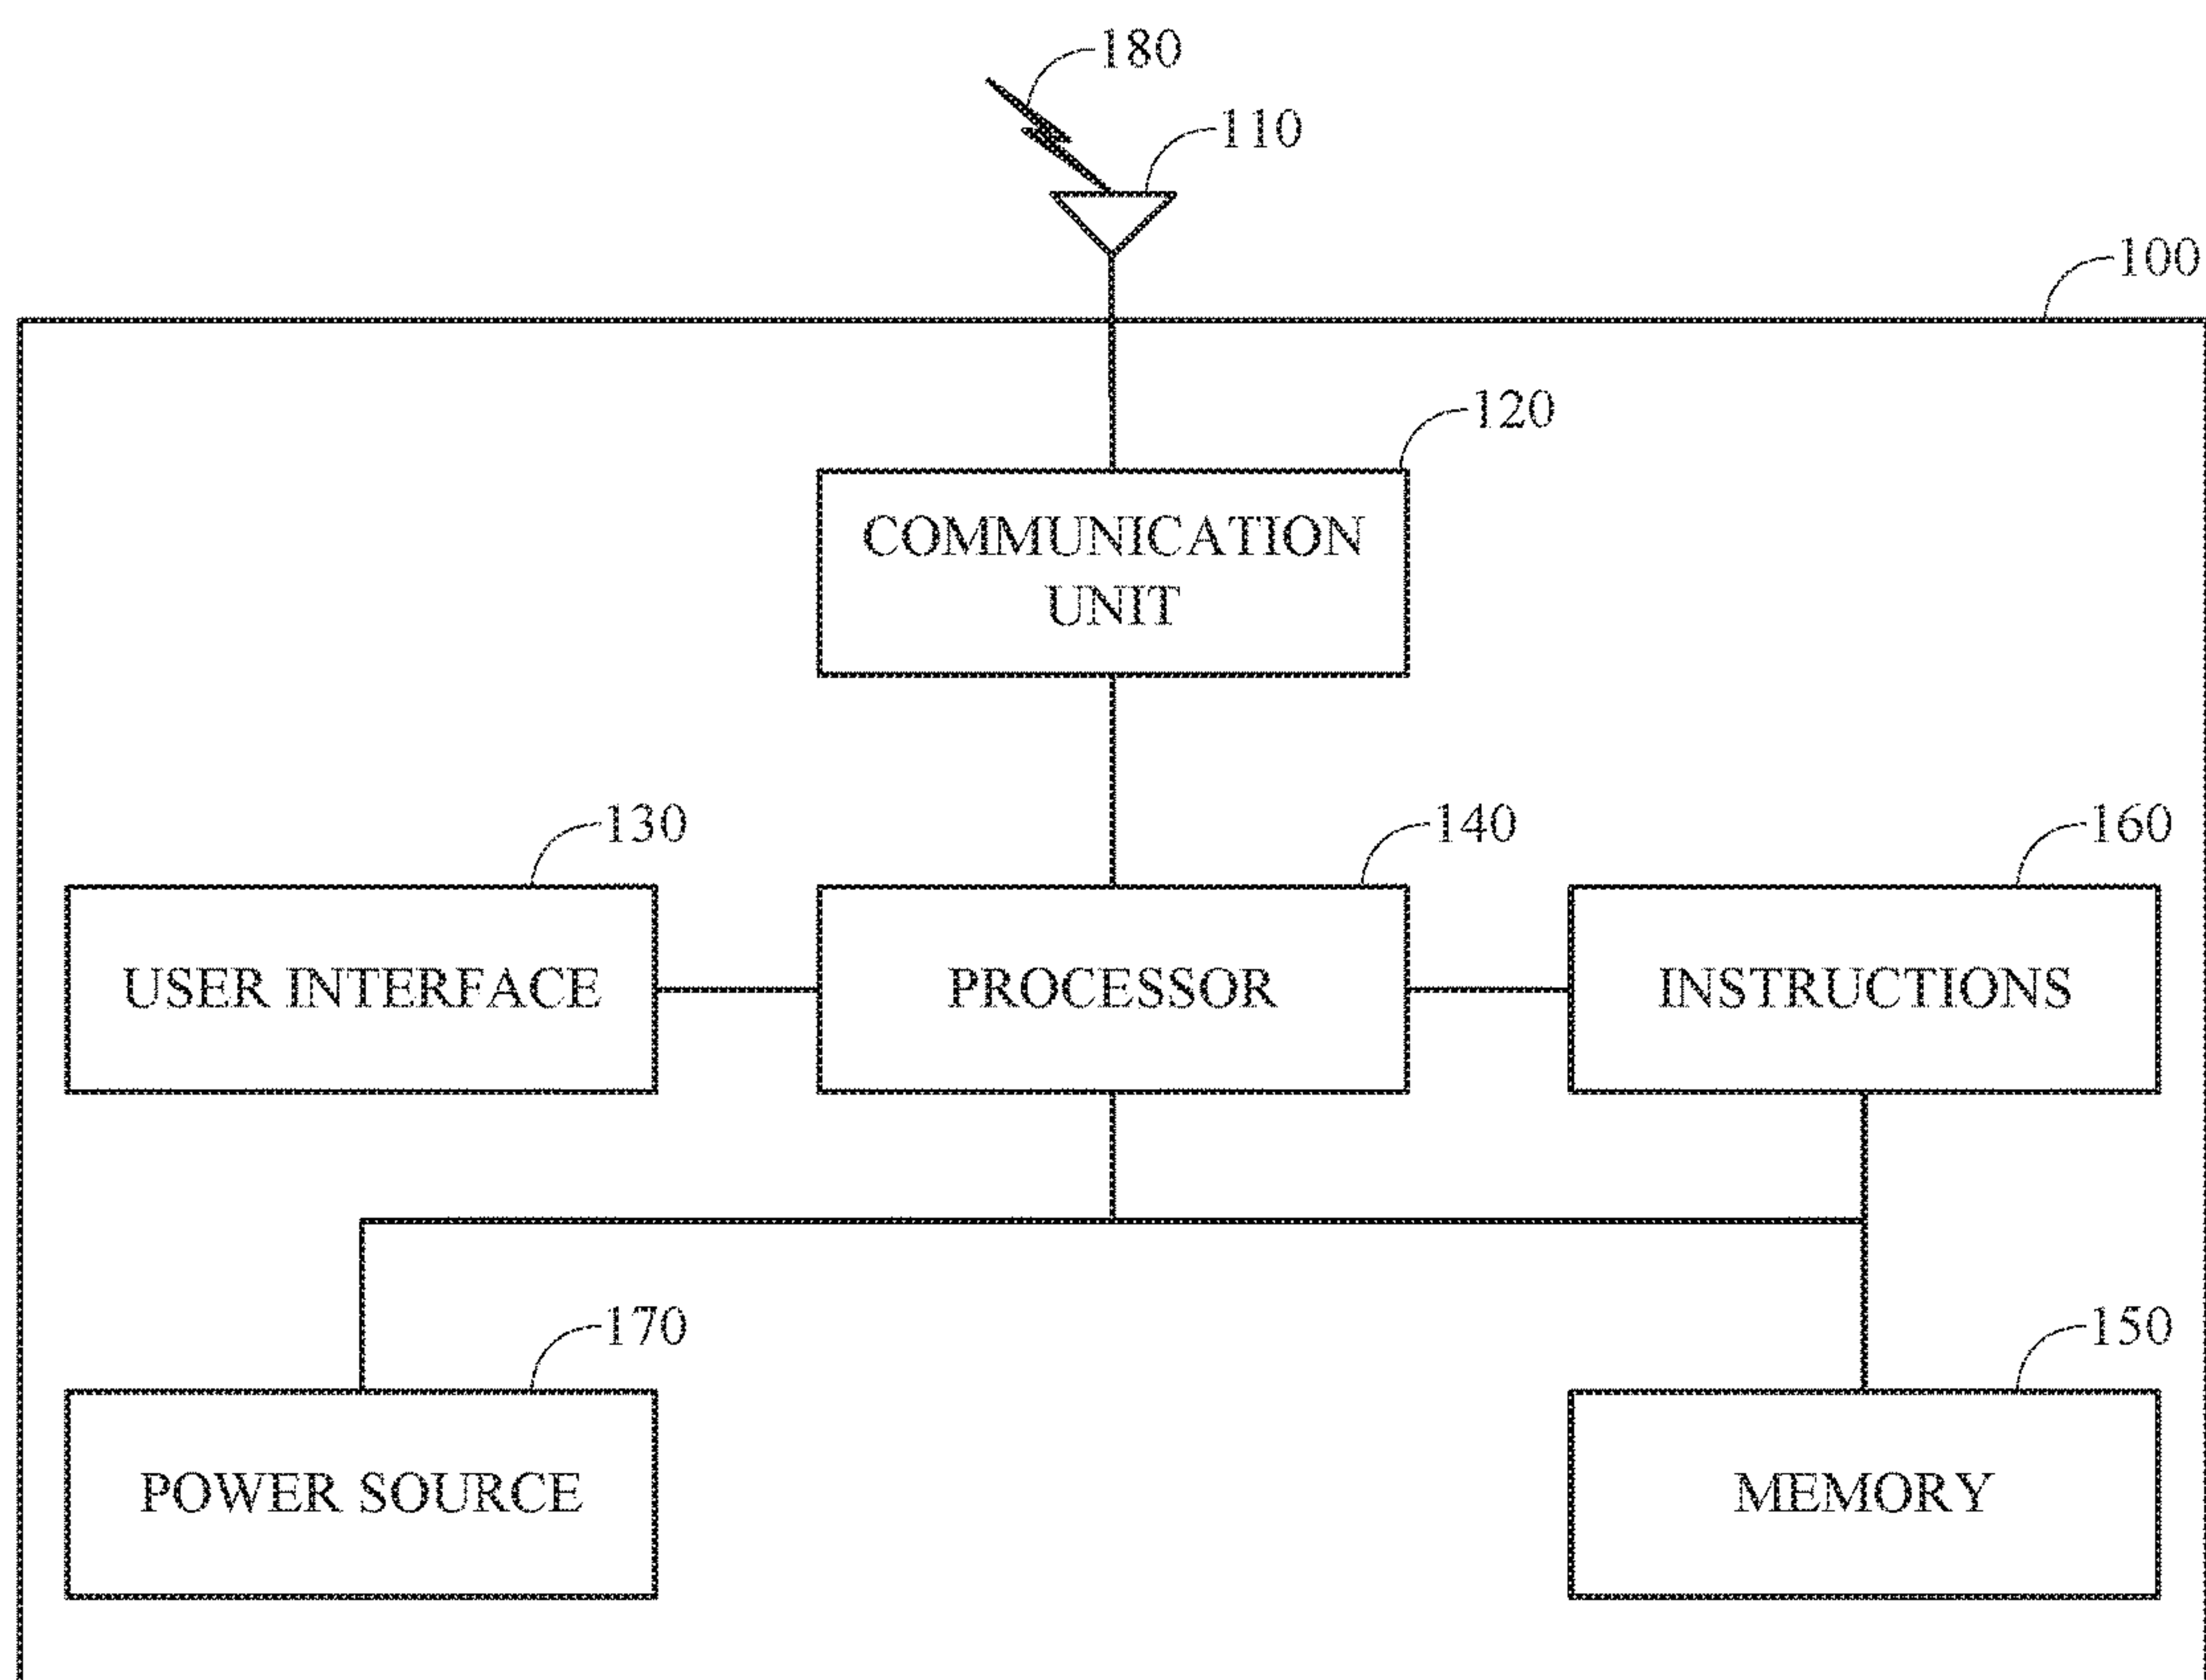 180
110
100
120
COMMUNICATION
UNIT
130
140
160
USER INTERFACE
PROCESSOR
INSTRUCTIONS
170
150
POWER SOURCE
MEMORY